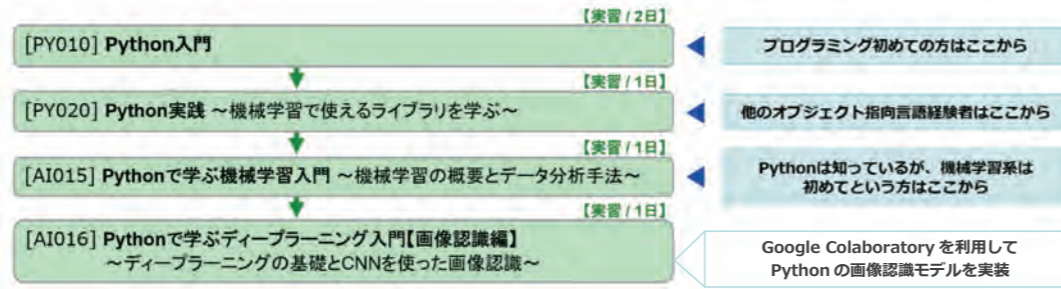 【実習 / 2日】
[PY010] Python入門
プログラミング初めての方はここから
【実習 / 1日】
[PY020] Python実践 ～機械学習で使えるライブラリを学ぶ～
他のオブジェクト指向言語経験者はここから
【実習 / 1日】
[AI015] Pythonで学ぶ機械学習入門 ～機械学習の概要とデータ分析手法～
Pythonは知っているが、機械学習系は
初めてという方はここから
【実習 / 1日】
[AI016] Pythonで学ぶディープラーニング入門【画像認識編】
～ディープラーニングの基礎とCNNを使った画像認識～
Google Colaboratory を利用して
Python の画像認識モデルを実装